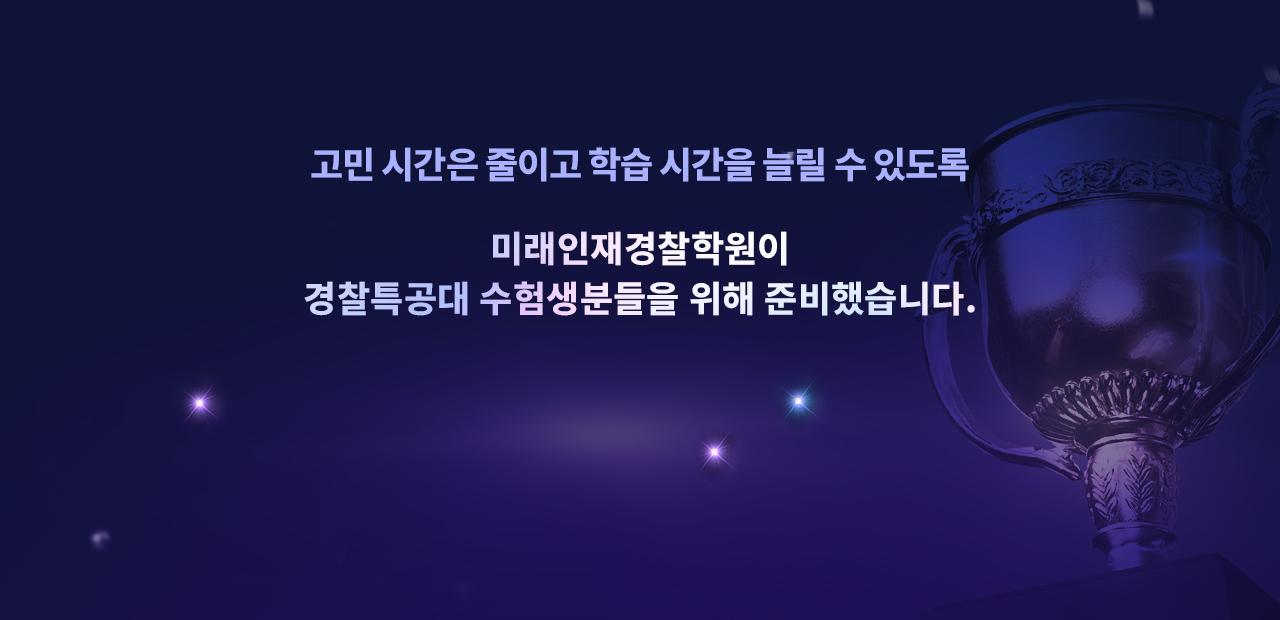 고민 시간은 줄이고 학습 시간을 늘릴 수 있도록
미래인재경찰학원이
경찰특공대 수험생분들을 위해 준비했습니다.